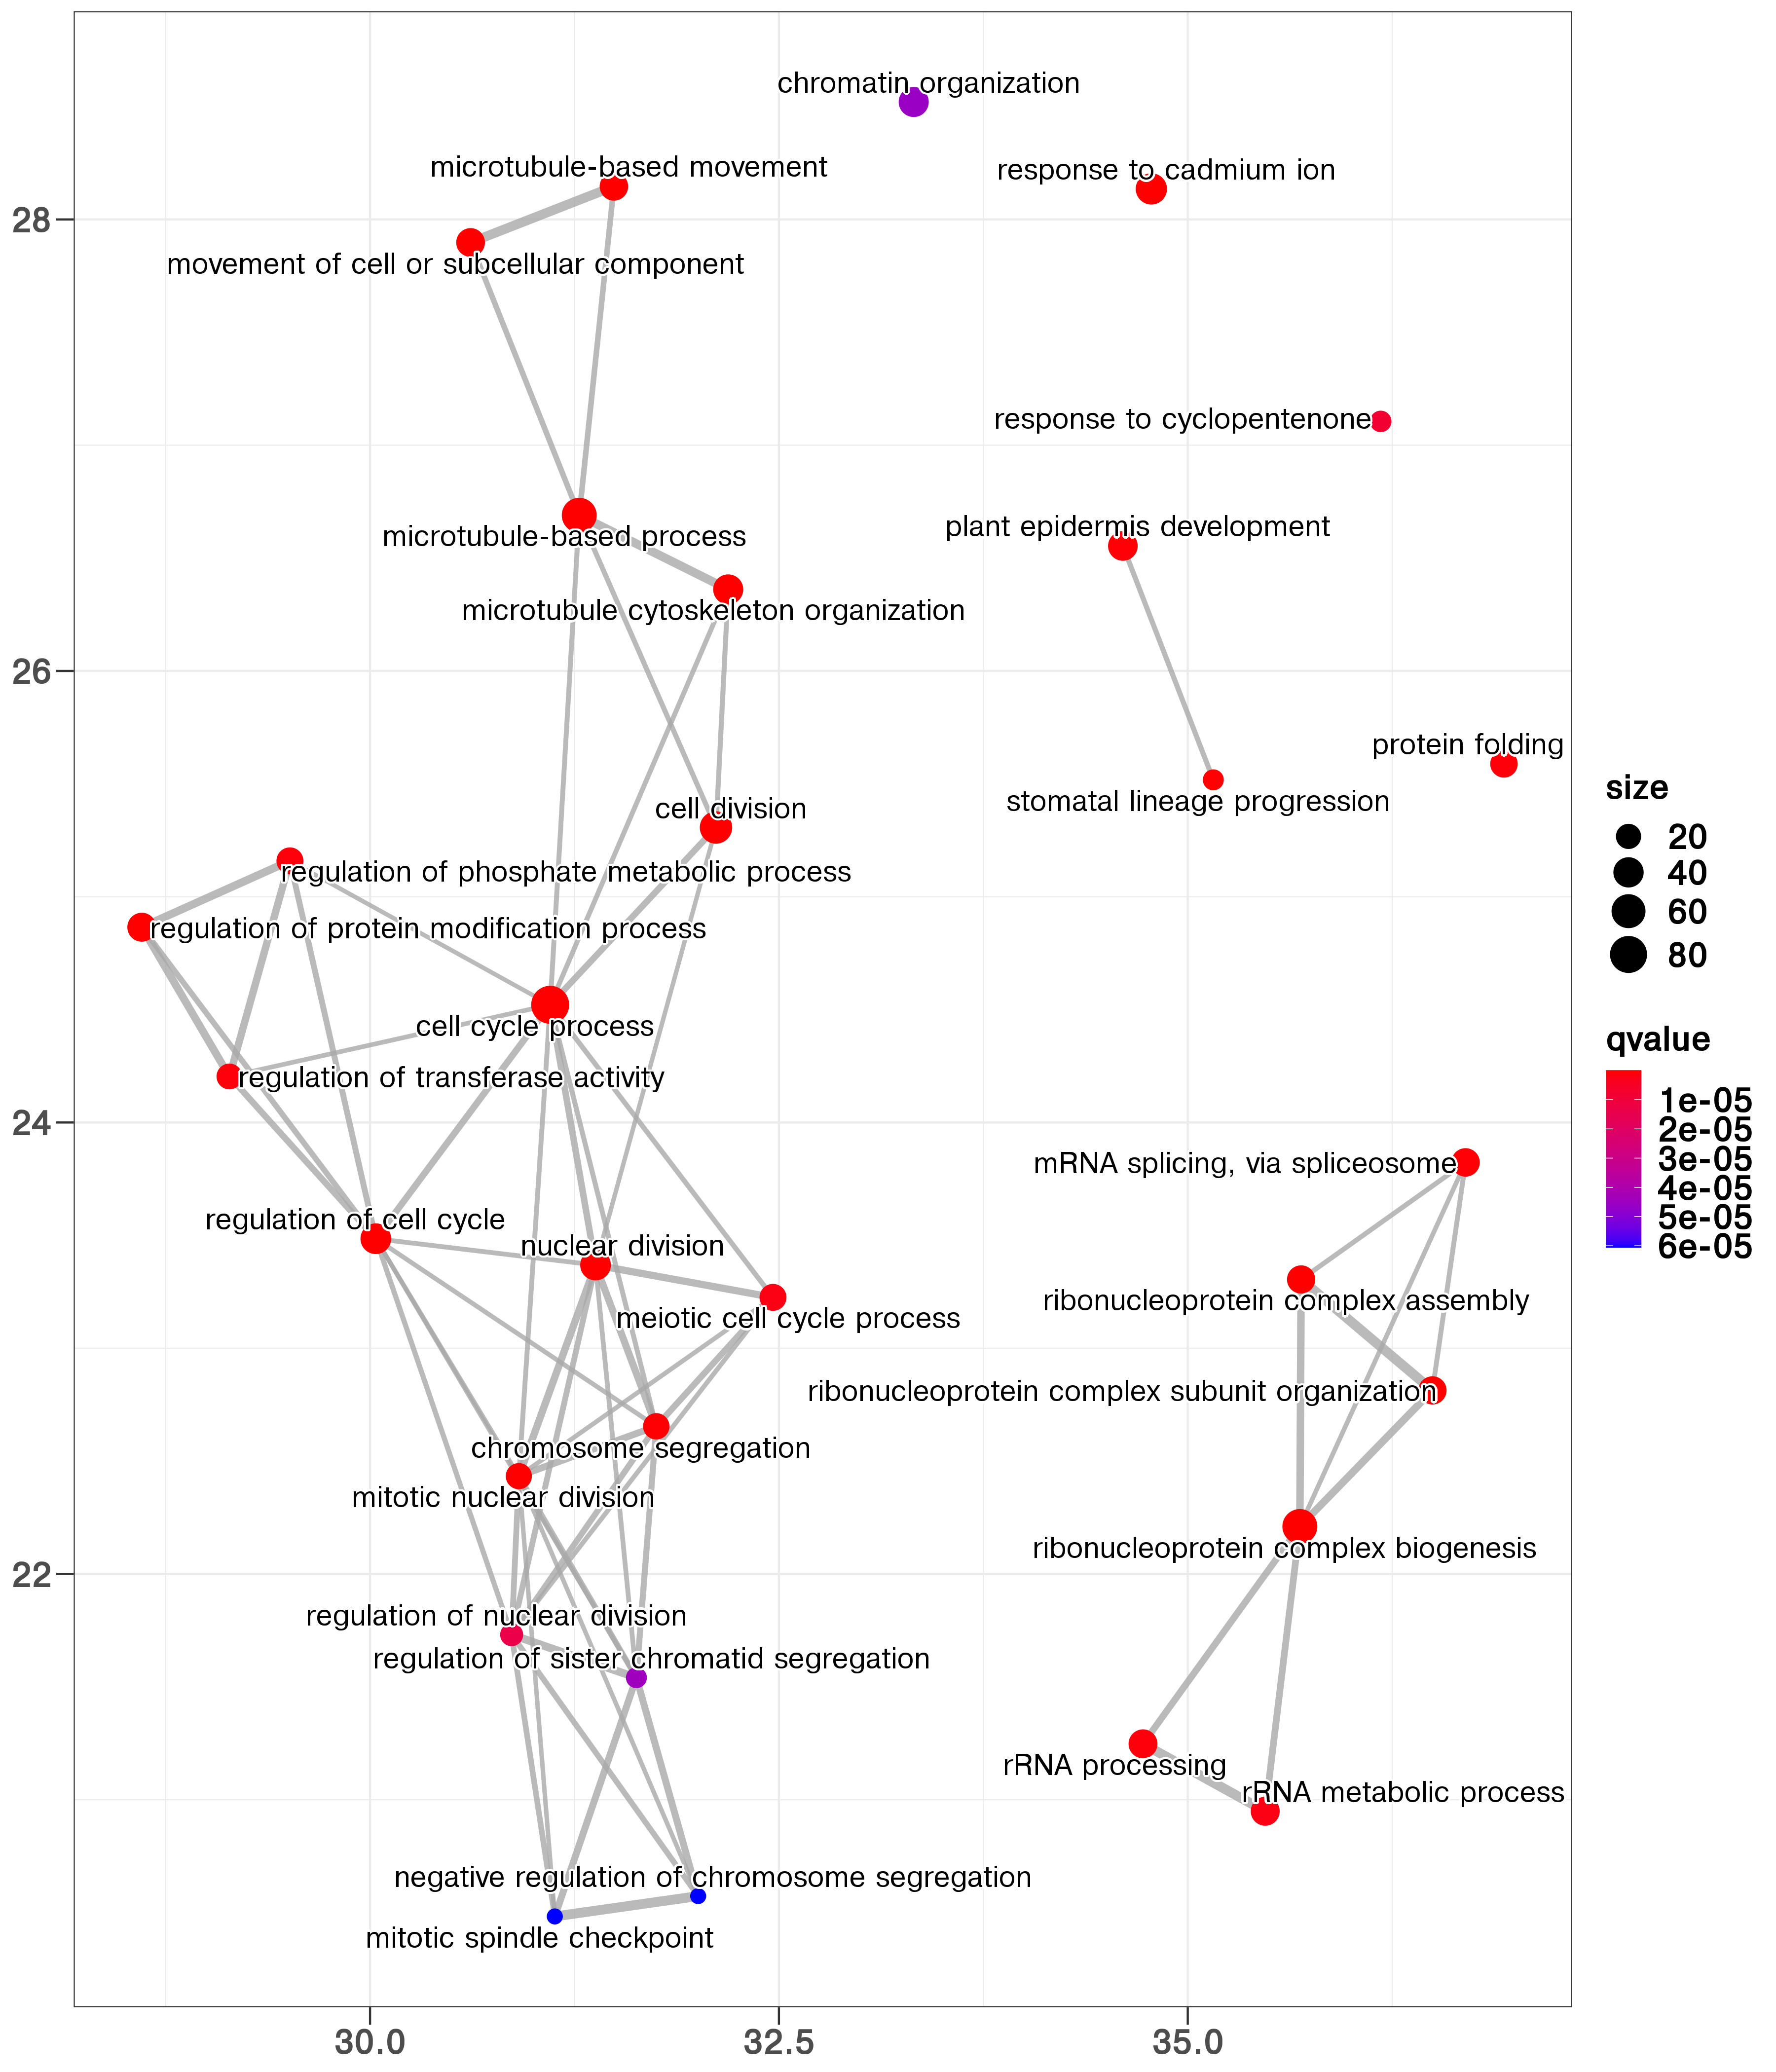 chromatin organization
microtubule-based movement
response to cadmium ion
28
movement of cell or subcellular component
response to cyclopentenone
plant epidermis development
microtubule-based process
microtubule cytoskeleton organization
26
protein folding
stomatal lineage progression
cell division
regulation of phosphate metabolic process
regulation of protein modification process
cell cycle process
regulation of transferase activity
24
mRNA splicing, via spliceosome
regulation of cell cycle
nuclear division
ribonucleoprotein complex assembly
meiotic cell cycle process
ribonucleoprotein complex subunit organization
chromosome segregation
mitotic nuclear division
ribonucleoprotein complex biogenesis
22
regulation of nuclear division
regulation of sister chromatid segregation
rRNA processing
rRNA metabolic process
negative regulation of chromosome segregation
mitotic spindle checkpoint
30.0
32.5
35.0
size
20
40
60
80
qvalue
1e-05
2e-05
3e-05
4e-05
5e-05
6e-05